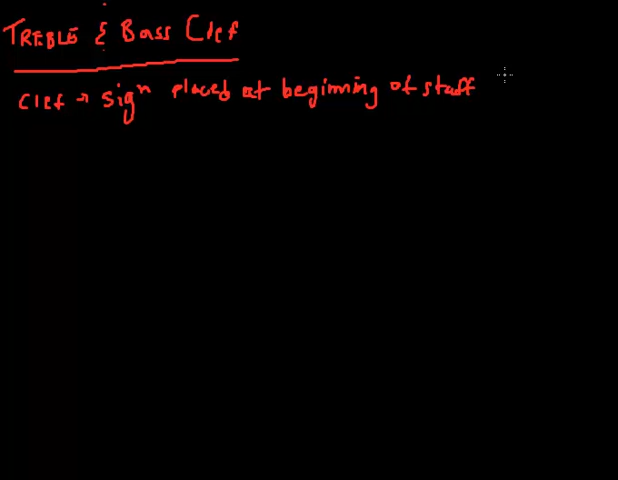 TREBLE & Bass Clef
Clef → sign placed at beginning of staff